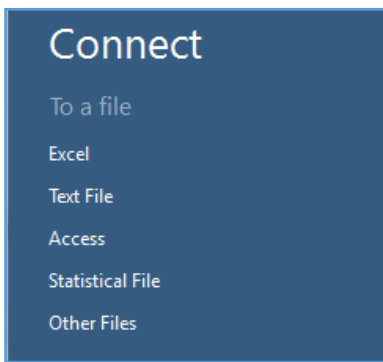 Connect
To a file
Excel
Text File
Access
Statistical File
Other Files